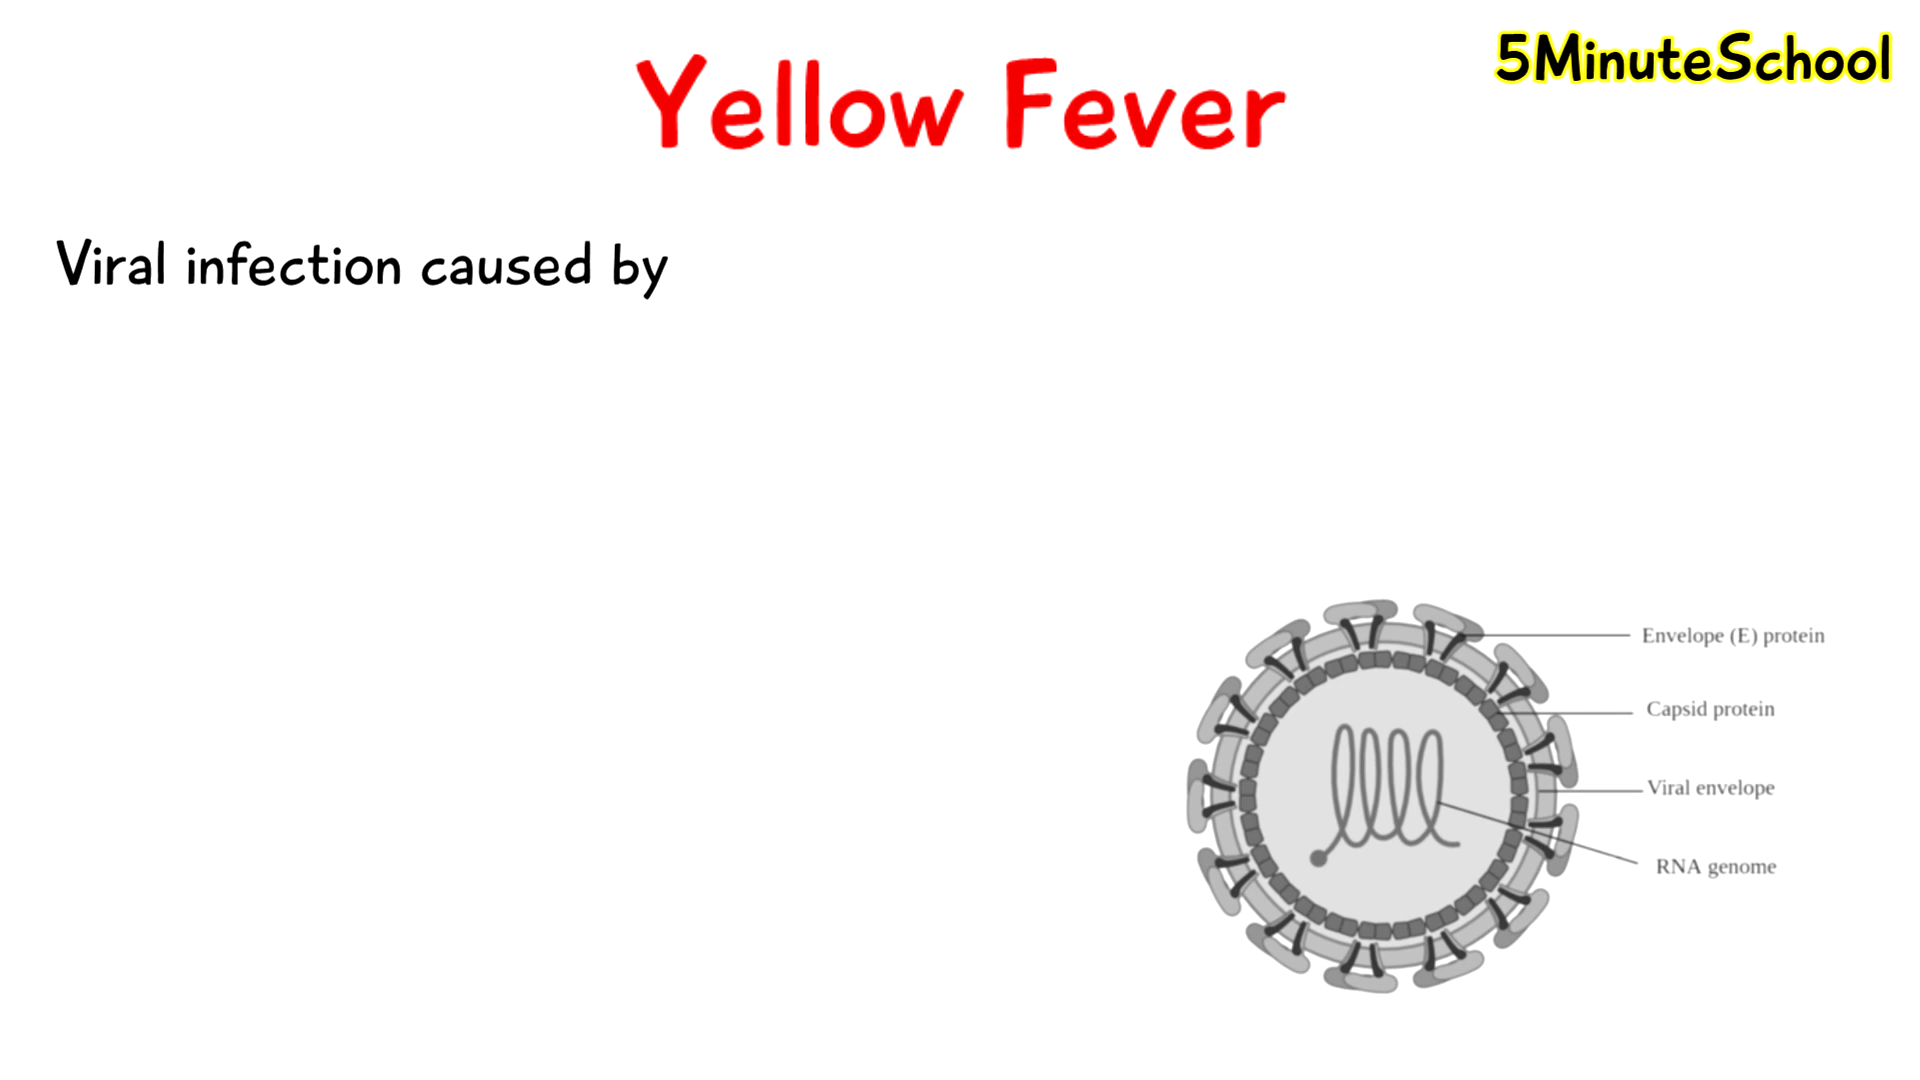 5MinuteSchool
Yellow Fever
Viral infection caused by
Envelope (E) protein
Capsid protein
Viral envelope
RNA genome